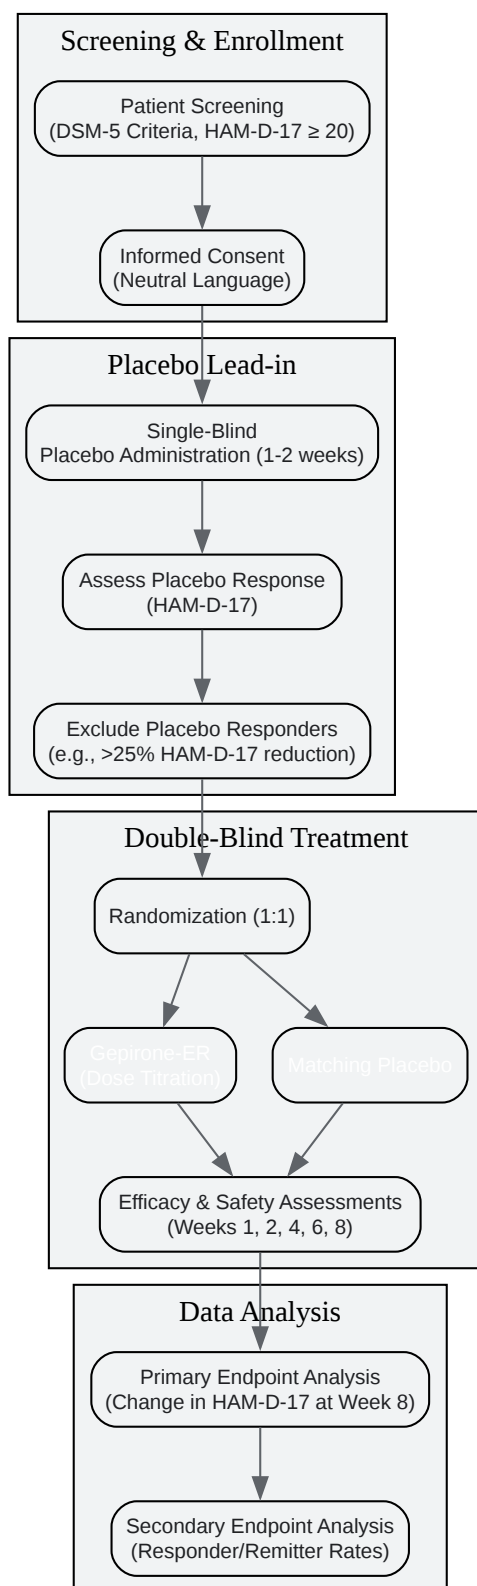 Screening & Enrollment
Patient Screening
(DSM-5 Criteria, HAM-D-17 ≥ 20)
Informed Consent
(Neutral Language)
Placebo Lead-in
Single-Blind
Placebo Administration (1-2 weeks)
Assess Placebo Response
(HAM-D-17)
Exclude Placebo Responders
(e.g., >25% HAM-D-17 reduction)
Double-Blind Treatment
Randomization (1:1)
Gepirone-ER
(Dose Titration)
Matching Placebo
Efficacy & Safety Assessments
(Weeks 1, 2, 4, 6, 8)
Data Analysis
Primary Endpoint Analysis
(Change in HAM-D-17 at Week 8)
Secondary Endpoint Analysis
(Responder/Remitter Rates)